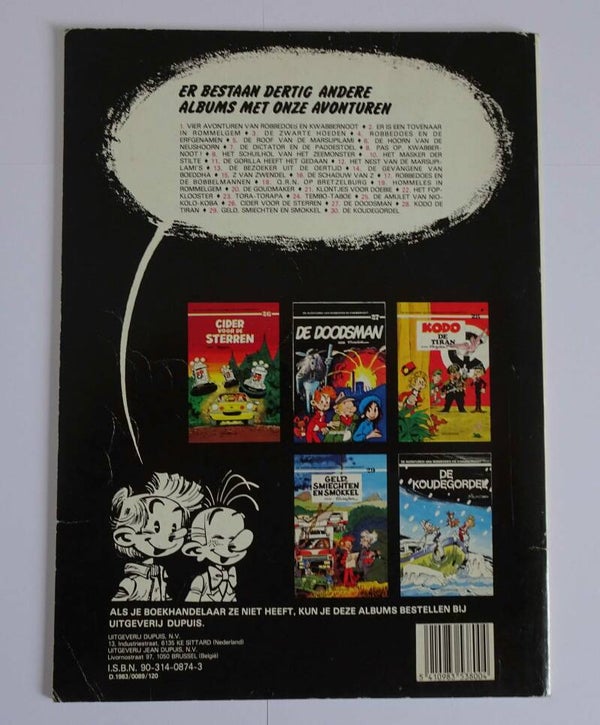 ER BESTAAN DERTIG ANDERE
ALBUMS MET ONZE AVONTUREN
1. VIER AVONTUREN VAN ROBBEDOES EN KWABBERNOOT ♦ 2. ER IS EEN TOVENAAR
IN ROMMELGEM ♦ 3. DE ZWARTE HOEDEN ♦ 4. ROBBEDOES EN DE
ERFGENAMEN ♦ 5. DE ROOF VAN DE MARSUPILAMI ♦ 6. DE HOORN VAN DE
NEUSHOORN ♦ 7. DE DICTATOR EN DE PADDESTOEL ♦ 8. PAS OP, KWABBER-
NOOT! ♦ 9. HET SCHUILHOL VAN HET ZEEMONSTER ♦ 10. HET MASKER DER
STILTE ♦ 11. DE GORILLA HEEFT HET GEDAAN ♦ 12. HET NEST VAN DE MARSUPI-
LAMI'S ♦ 13. DE BEZOEKER UIT DE OERTIJD ♦ 14. DE GEVANGENE VAN
BOEDDHA ♦ 15. Z VAN ZWENDEL ♦ 16. DE SCHADUW VAN Z ♦ 17. ROBBEDOES EN
DE BOBBELMANNEN ♦ 18. Q.R.N. OP BRETZELBURG ♦ 19. HOMMELES IN
ROMMELGEM ♦ 20. DE GOUDMAKER ♦ 21. KLONTJES VOOR DOEBIE ♦ 22. HET FOP-
KLOOSTER ♦ 23. TORA-TORAPA ♦ 24. TEMBO-TABOE ♦ 25. DE AMULET VAN NIO-
KOLO-KOBA ♦ 26. CIDER VOOR DE STERREN ♦ 27. DE DOODSMAN ♦ 28. KODO DE
TIRAN ♦ 29. GELD, SMIECHTEN EN SMOKKEL ♦ 30. DE KOUDEGORDEL
26
CIDER
VOOR DE
STERREN
27
DE DOODSMAN
KODO
DE
TIRAN
29
GELD,
SMIECHTEN
EN SMOKKEL
DE
KOUDEGORDEL
ALS JE BOEKHANDELAAR ZE NIET HEEFT, KUN JE DEZE ALBUMS BESTELLEN BIJ
UITGEVERIJ DUPUIS.
UITGEVERIJ DUPUIS, N.V.
13, Industriestraat, 6135 KE SITTARD (Nederland)
UITGEVERIJ JEAN DUPUIS, N.V.
Livornostraat 97, 1050 BRUSSEL (België)
I.S.B.N. 90-314-0874-3
D.1983/0089/120
5 410983 538004